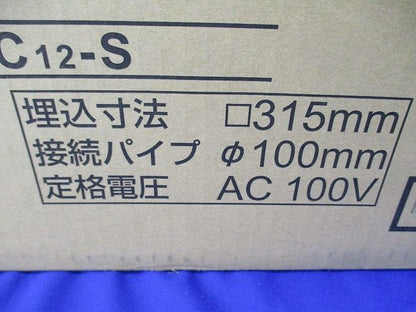 C12-S
埋込寸法 □315mm
接続パイプ φ100mm
定格電圧 AC 100V